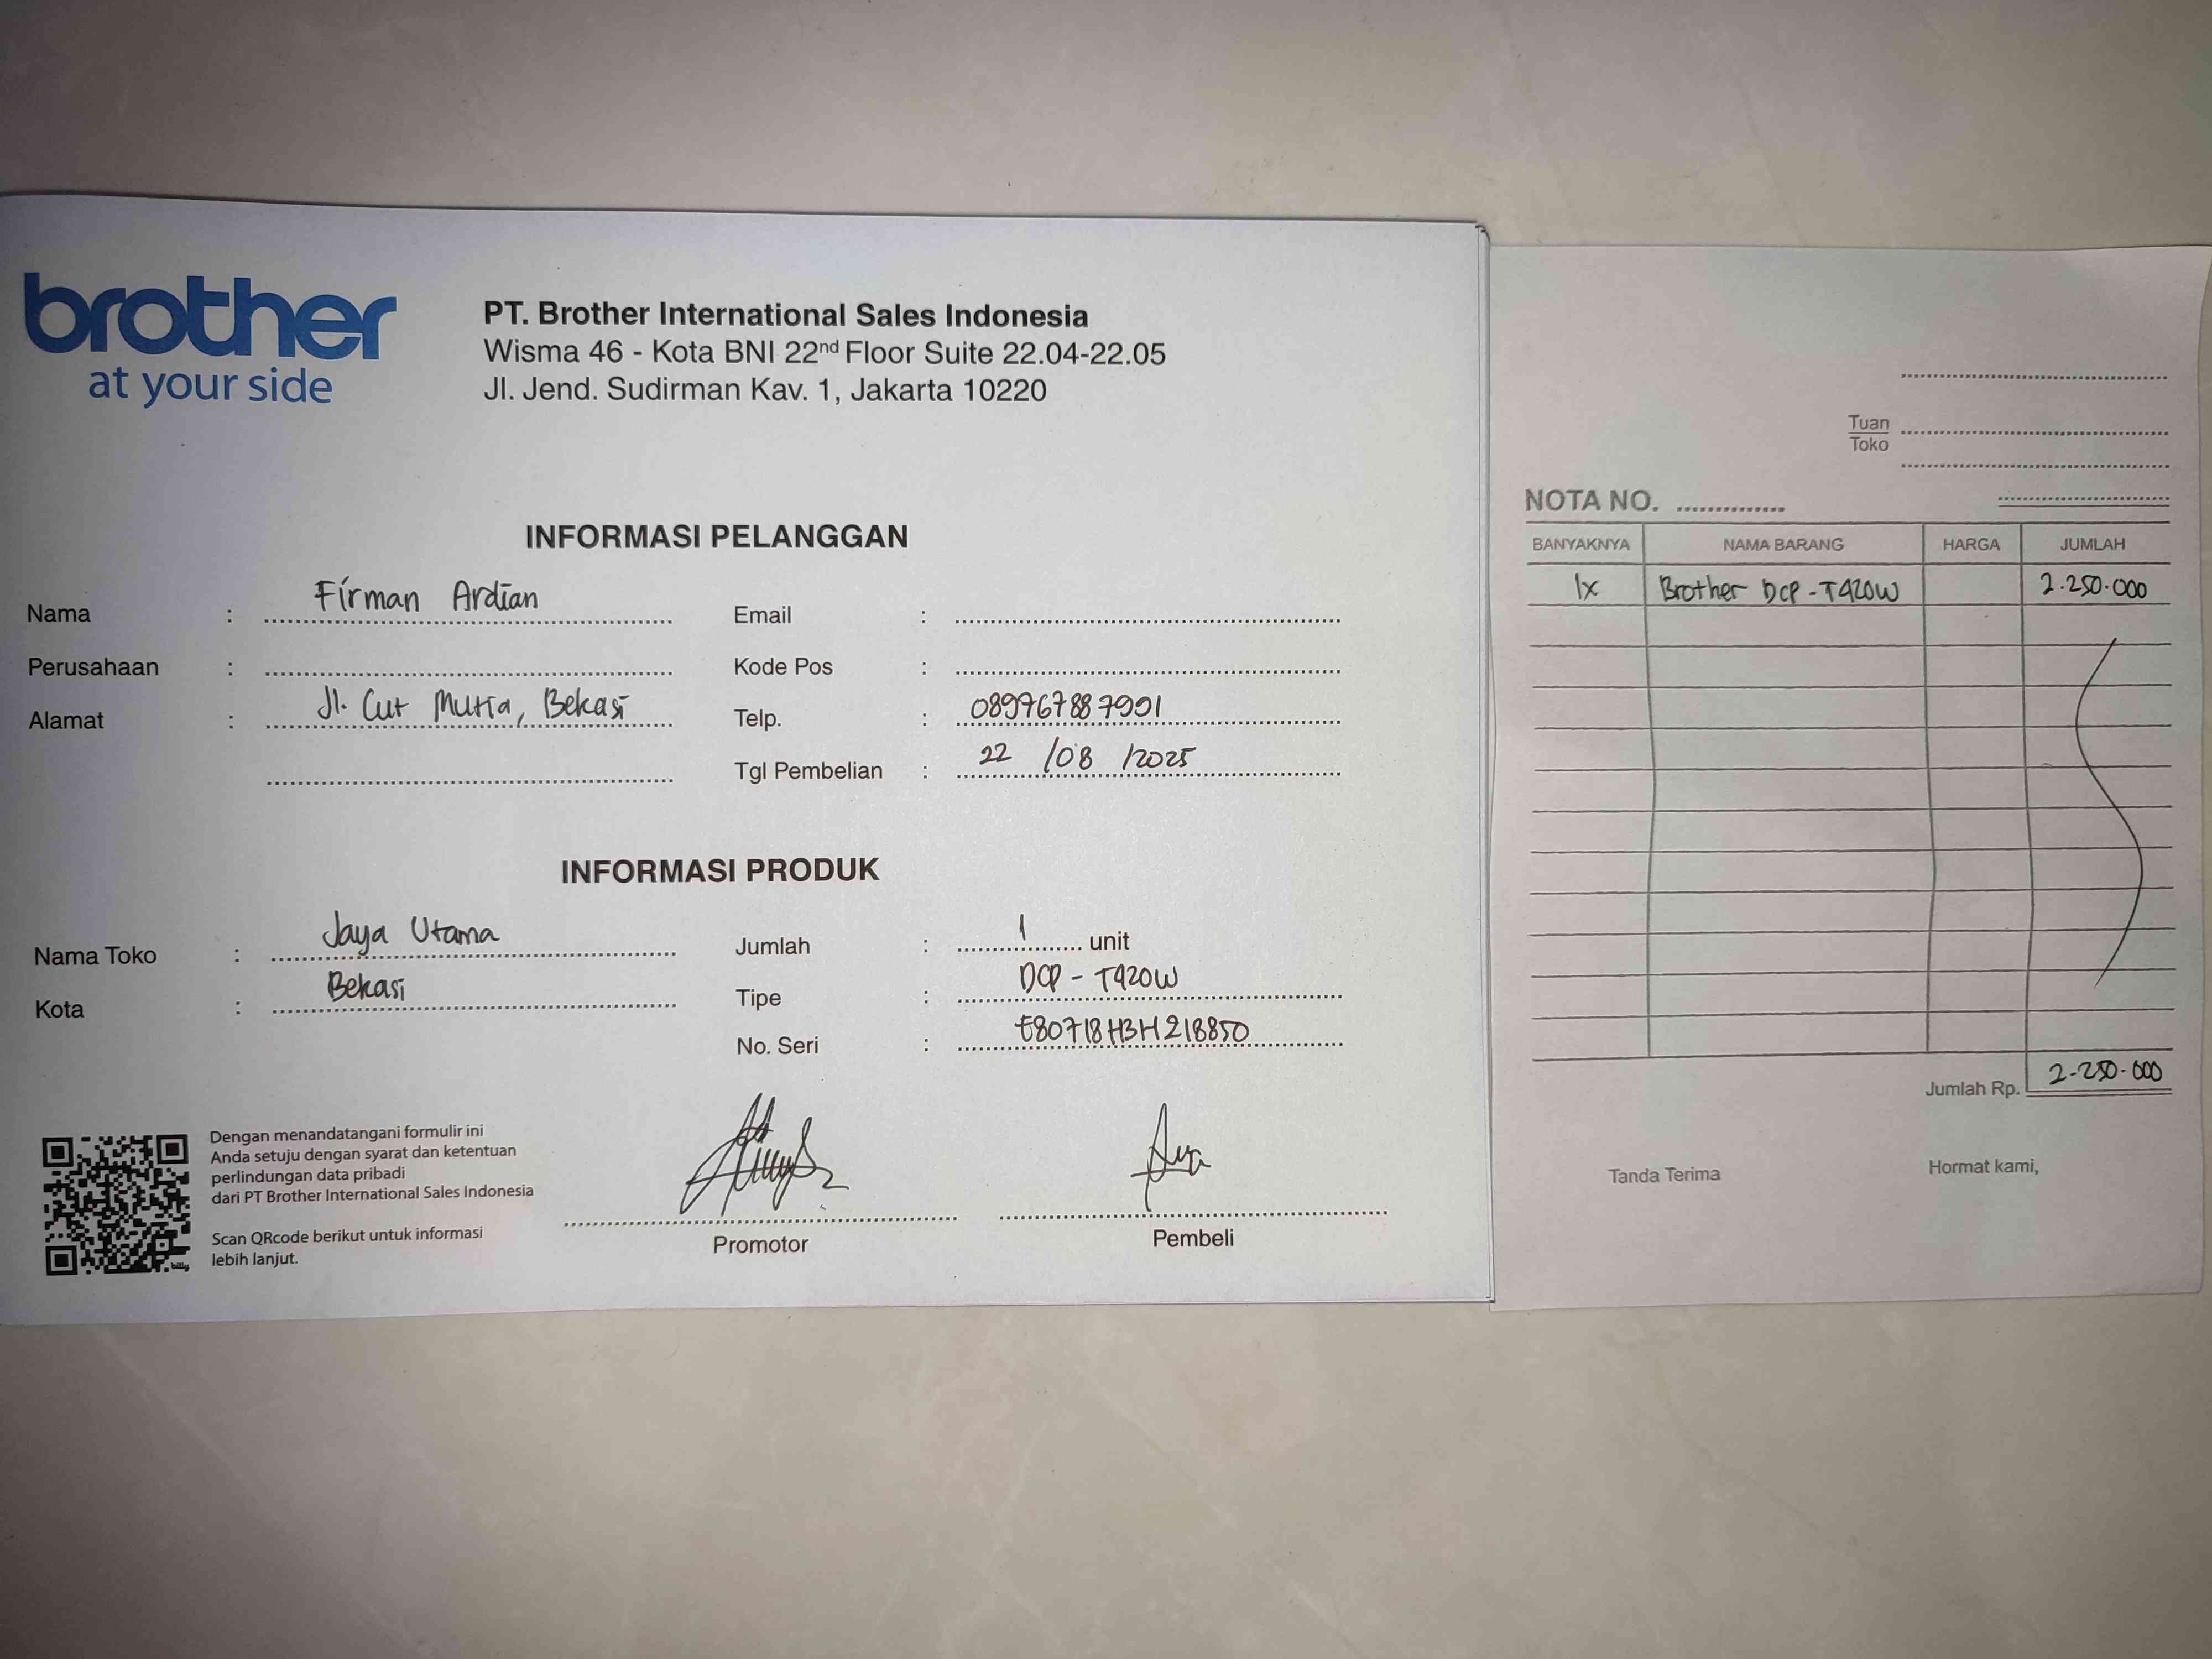 brother
at your side
PT. Brother International Sales Indonesia
Wisma 46 - Kota BNI 22nd Floor Suite 22.04-22.05
Jl. Jend. Sudirman Kav. 1, Jakarta 10220
INFORMASI PELANGGAN
Nama : Firman Ardian
Perusahaan :
Alamat : Jl. Cut Mutia, Bekasi
Email :
Kode Pos :
Telp. : 089767887991
Tgl Pembelian : 22 /08 /2025
INFORMASI PRODUK
Nama Toko : Jaya Utama
Kota : Bekasi
Jumlah : 1 unit
Tipe : DCP - T420W
No. Seri : E80718H3H218850
Dengan menandatangani formulir ini
Anda setuju dengan syarat dan ketentuan
perlindungan data pribadi
dari PT Brother International Sales Indonesia
Scan QRcode berikut untuk informasi
lebih lanjut.
billy
Promotor
Pembeli
Tuan
Toko
NOTA NO.
BANYAKNYA NAMA BARANG HARGA JUMLAH
1x Brother DCP - T420W 2.250.000
Jumlah Rp. 2.250.000
Tanda Terima
Hormat kami,